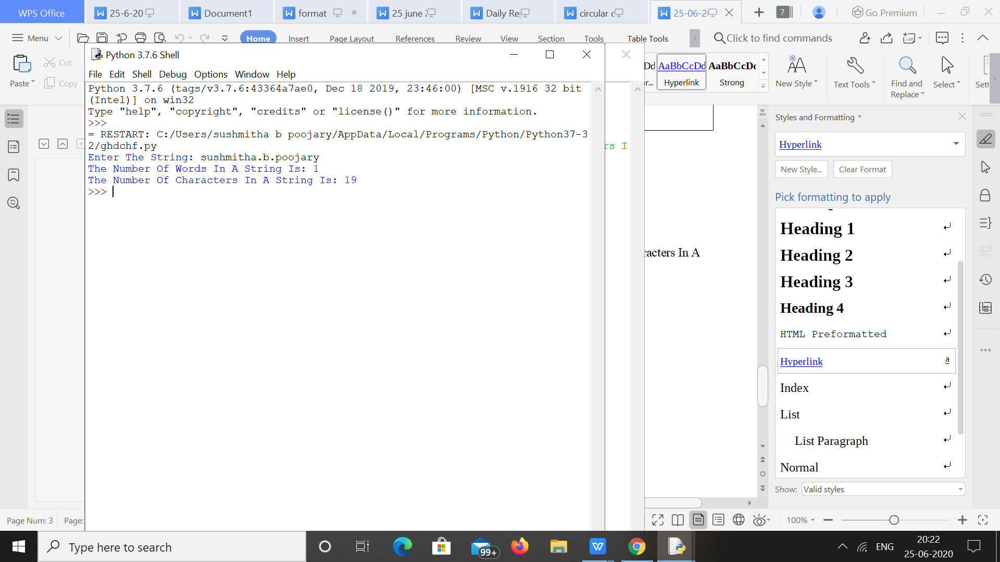 WPS Office
25-6-20
Document1
format
25 june
Daily Re
circular
25-06-2
7
Go Premium
Menu
Home
Insert
Page Layout
References
Review
View
Section
Tools
Table Tools
Click to find commands
Paste
Cut
Copy
AaBbCcDd
Hyperlink
AaBbCcDd
Strong
New Style
Text Tools
Find and
Replace
Select
Sett
Python 3.7.6 Shell
File Edit Shell Debug Options Window Help
Python 3.7.6 (tags/v3.7.6:43364a7ae0, Dec 18 2019, 23:46:00) [MSC v.1916 32 bit
(Intel)] on win32
Type "help", "copyright", "credits" or "license()" for more information.
>>>
= RESTART: C:/Users/sushmitha b poojary/AppData/Local/Programs/Python/Python37-3
2/ghdchf.py
Enter The String: sushmitha.b.poojary
The Number Of Words In A String Is: 1
The Number Of Characters In A String Is: 19
>>>
rs I
racters In A
Styles and Formatting
Hyperlink
New Style...
Clear Format
Pick formatting to apply
Heading 1
Heading 2
Heading 3
Heading 4
HTML Preformatted
Hyperlink a
Index
List
List Paragraph
Normal
Show: Valid styles
Page Num: 3 Page:
100%
Type here to search
99+
ENG
20:22
25-06-2020